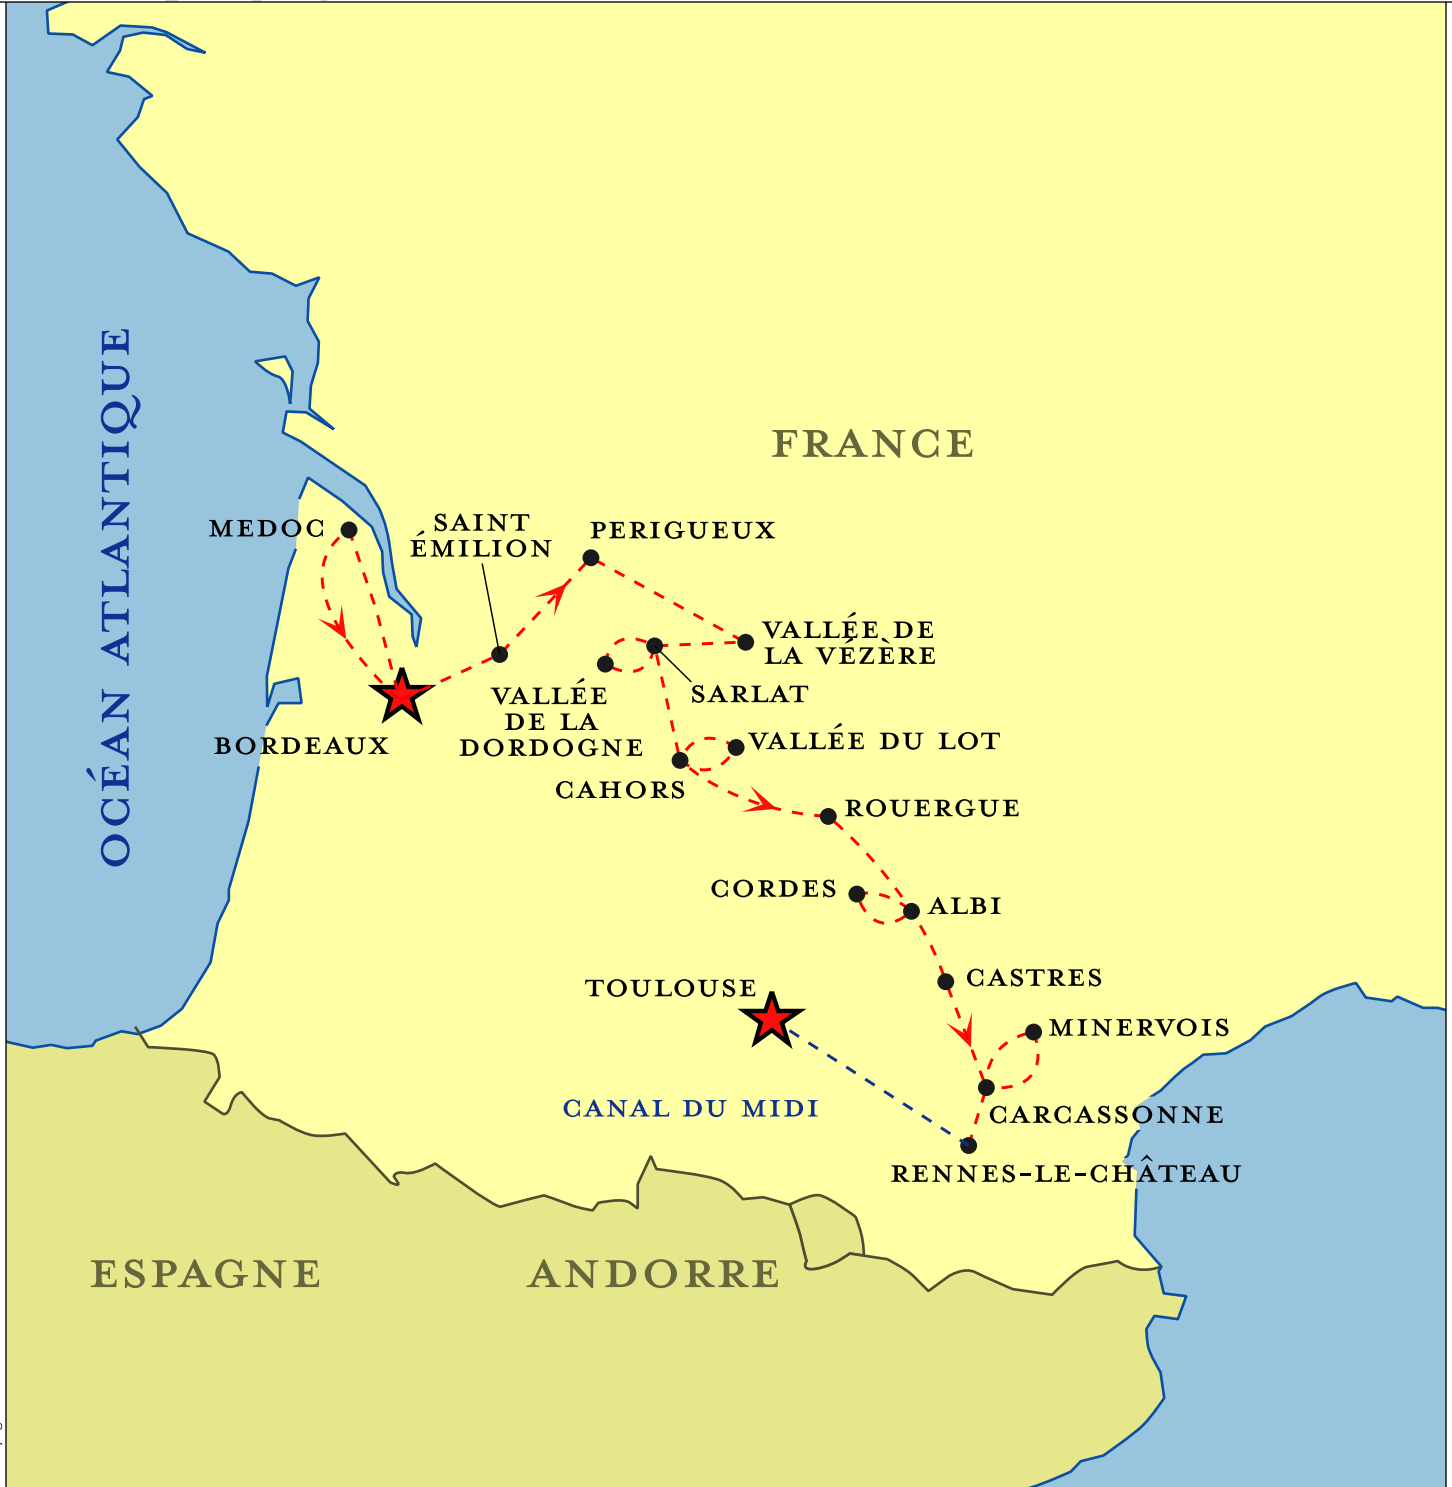 OCÉAN ATLANTIQUE
FRANCE
MEDOC
SAINT
ÉMILION
PERIGUEUX
VALLÉE DE
LA VÉZÈRE
SARLAT
VALLÉE
DE LA
DORDOGNE
BORDEAUX
VALLÉE DU LOT
CAHORS
ROUERGUE
CORDES
ALBI
CASTRES
TOULOUSE
MINERVOIS
CANAL DU MIDI
CARCASSONNE
RENNES-LE-CHÂTEAU
ESPAGNE
ANDORRE